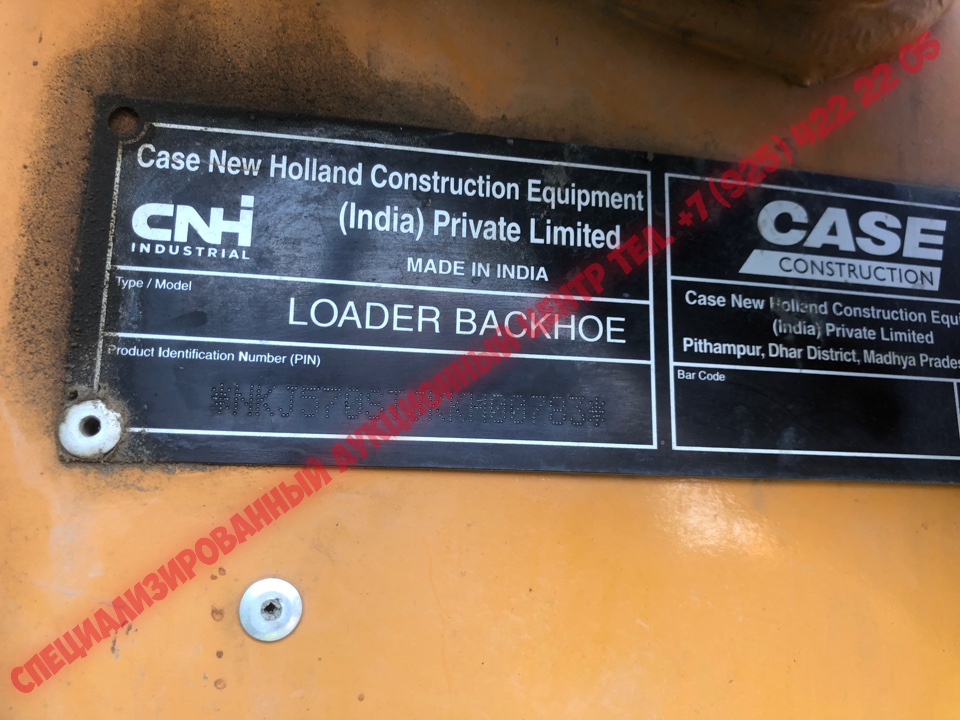 Case New Holland Construction Equipment
(India) Private Limited
CNH
INDUSTRIAL
MADE IN INDIA
Type / Model
LOADER BACKHOE
Product Identification Number (PIN)
CASE
CONSTRUCTION
Case New Holland Construction Equi
(India) Private Limited
Pithampur, Dhar District, Madhya Prades
Bar Code
СПЕЦИАЛИЗИРОВАННЫЙ АУКЦИОННЫЙ ЦЕНТР ТЕЛ. +7 (925) 422 22 05